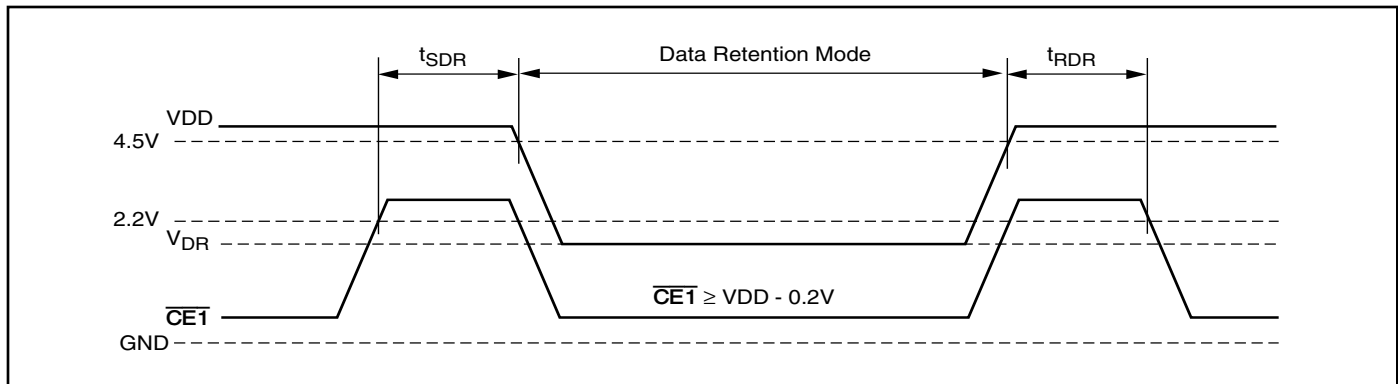 tSDR
Data Retention Mode
tRDR
VDD
4.5V
2.2V
VDR
CE1 ≥ VDD - 0.2V
CE1
GND